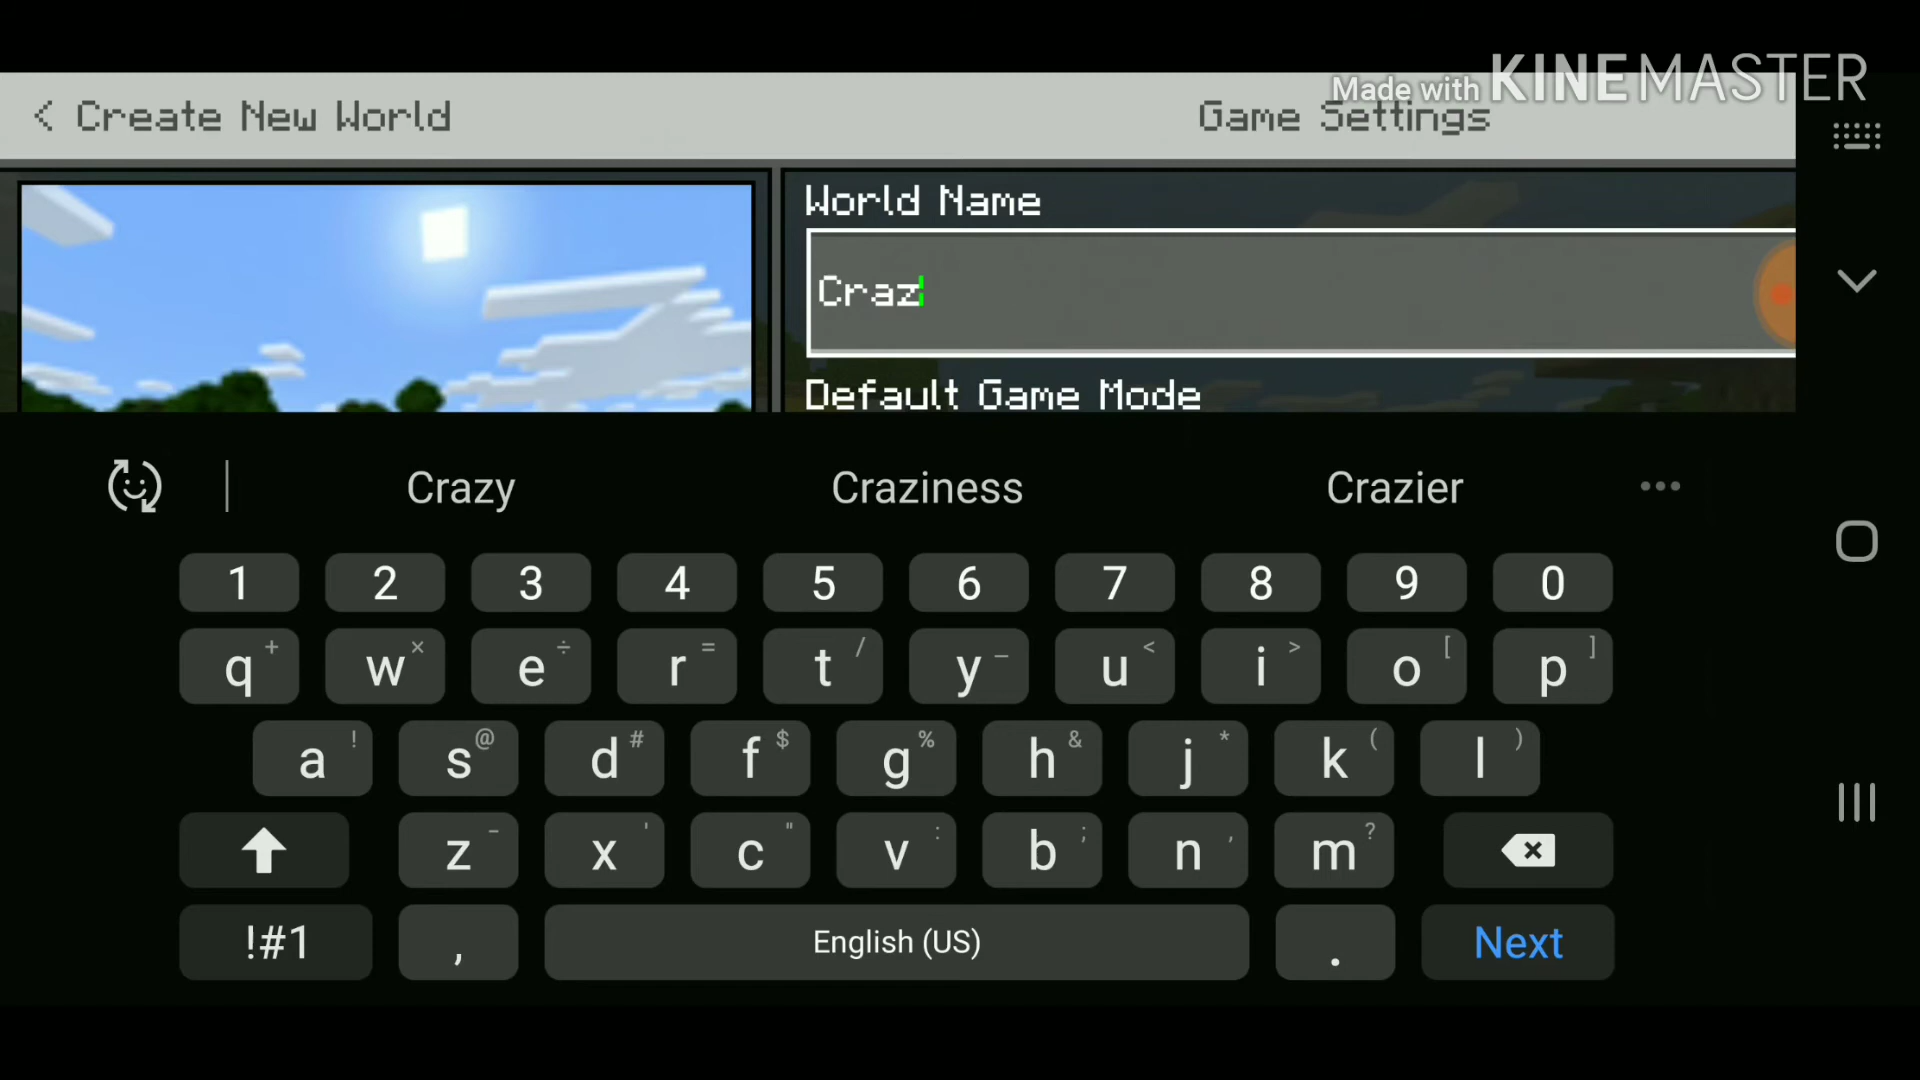 Made with KINEMASTER
Create New World
Game Settings
World Name
Craz
Default Game Mode
Crazy Craziness Crazier
1 2 3 4 5 6 7 8 9 0
q + w × e ÷ r = t / y _ u < i > o [ p ]
a ! s @ d # f $ g % h & j * k ( l )
z - x ' c " v : b ; n , m ?
!#1 , English (US) . Next